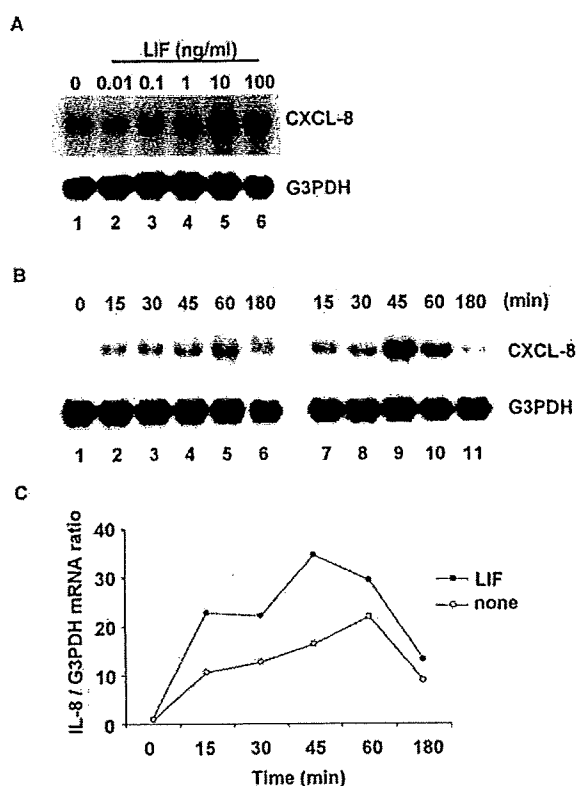 A
LIF (ng/ml)
0 0.01 0.1 1 10 100
CXCL-8
G3PDH
1 2 3 4 5 6
B
0 15 30 45 60 180 15 30 45 60 180 (min)
CXCL-8
G3PDH
1 2 3 4 5 6 7 8 9 10 11
C
IL-8 / G3PDH mRNA ratio
40
30
20
10
0
LIF
none
0 15 30 45 60 180
Time (min)